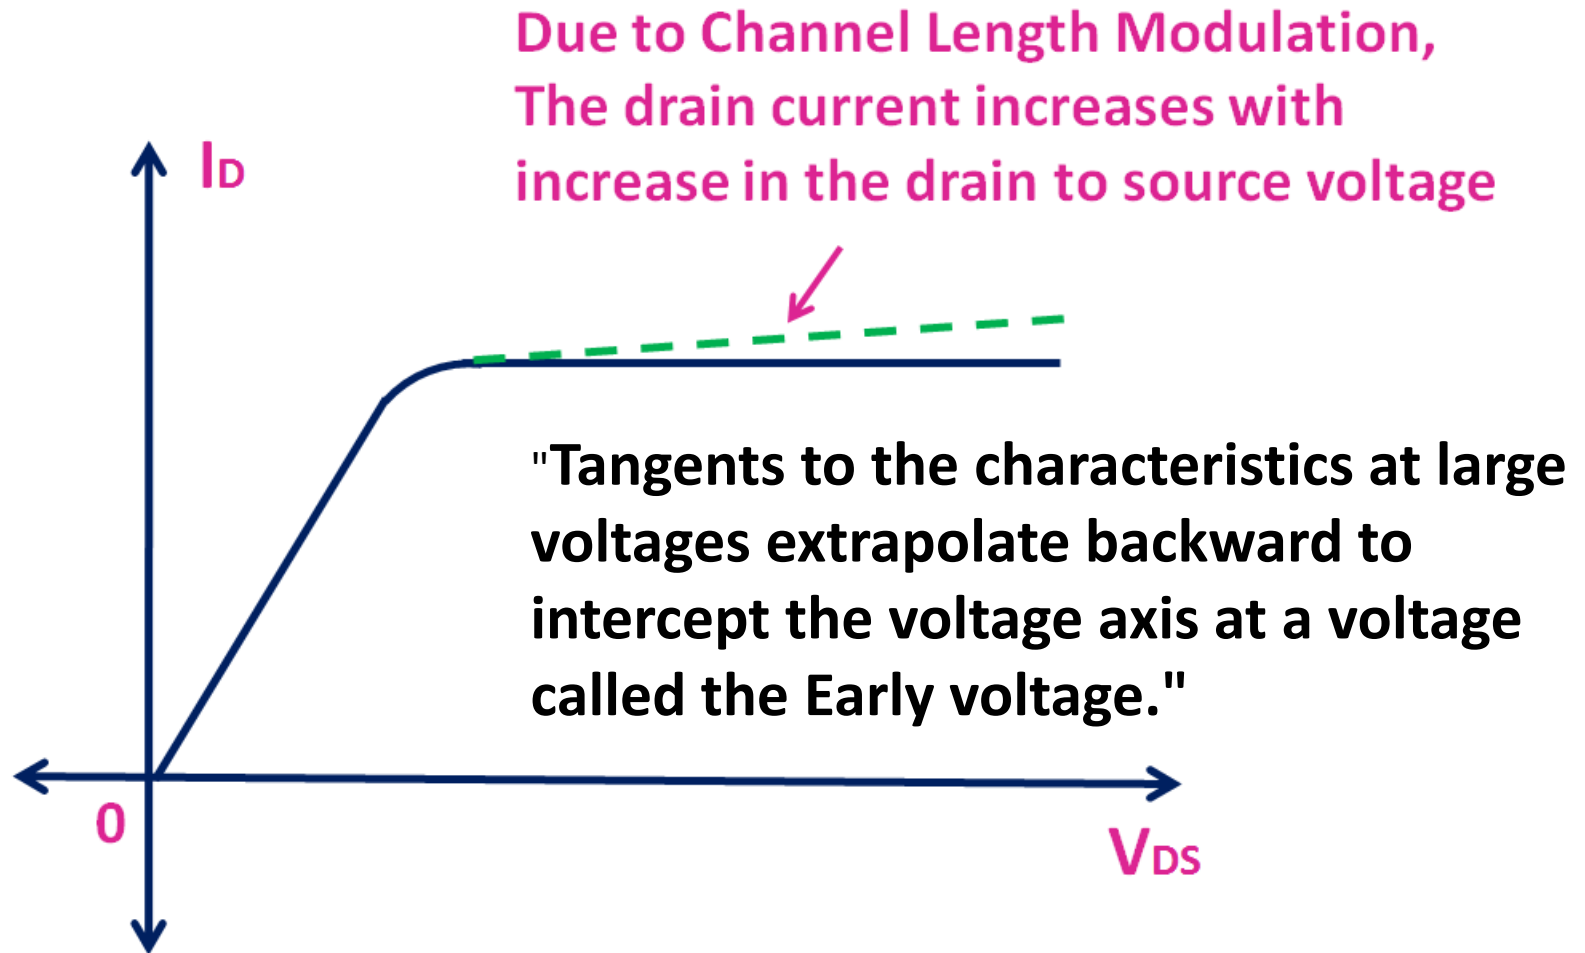 Due to Channel Length Modulation,
The drain current increases with
increase in the drain to source voltage
ID
"Tangents to the characteristics at large
voltages extrapolate backward to
intercept the voltage axis at a voltage
called the Early voltage."
0
VDS